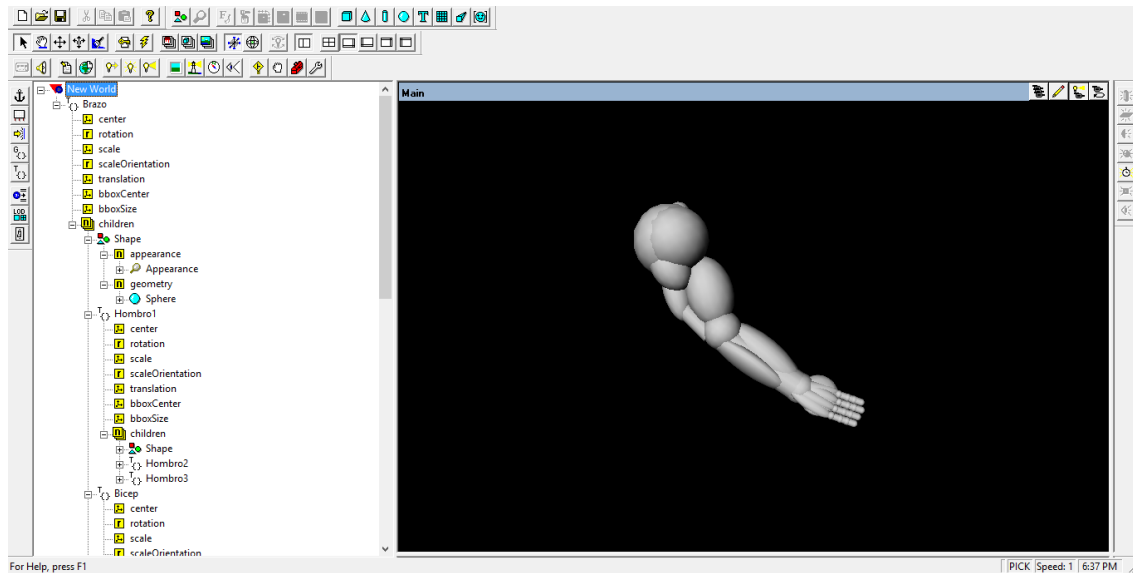 New World
Main
Brazo
center
rotation
scale
scaleOrientation
translation
bboxCenter
bboxSize
children
Shape
appearance
Appearance
geometry
Sphere
Hombro1
center
rotation
scale
scaleOrientation
translation
bboxCenter
bboxSize
children
Shape
Hombro2
Hombro3
Bicep
center
rotation
scale
scaleOrientation
For Help, press F1
PICK Speed: 1 6:37 PM